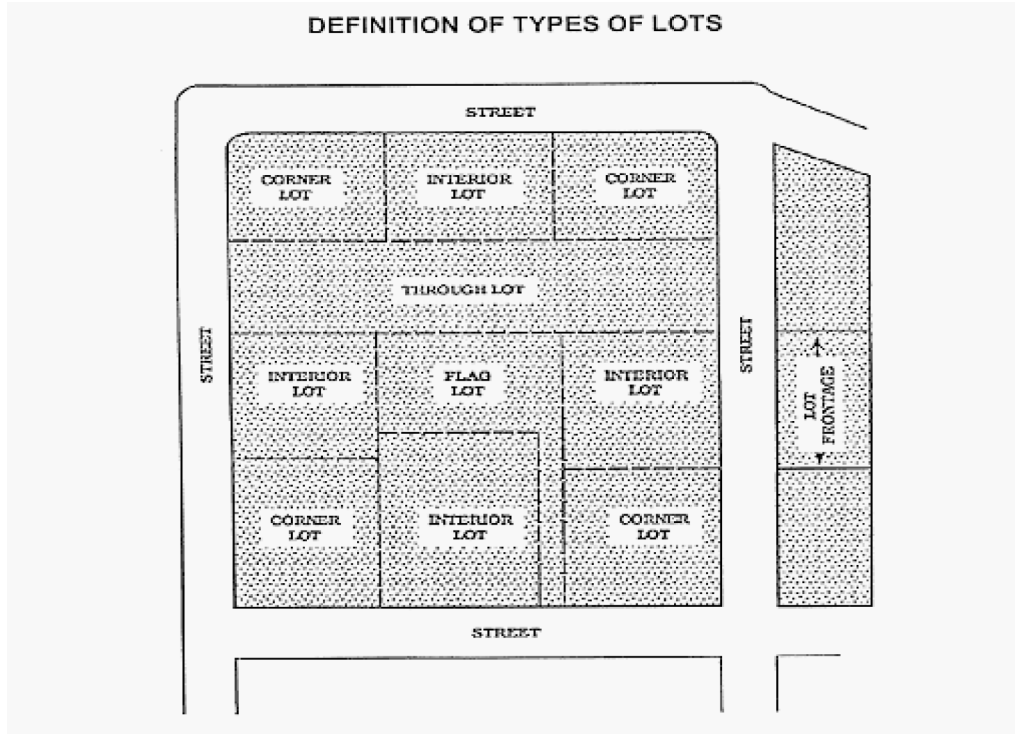 DEFINITION OF TYPES OF LOTS
STREET
CORNER
LOT
INTERIOR
LOT
CORNER
LOT
THROUGH LOT
STREET
STREET
INTERIOR
LOT
FLAG
LOT
INTERIOR
LOT
LOT
FRONTAGE
CORNER
LOT
INTERIOR
LOT
CORNER
LOT
STREET